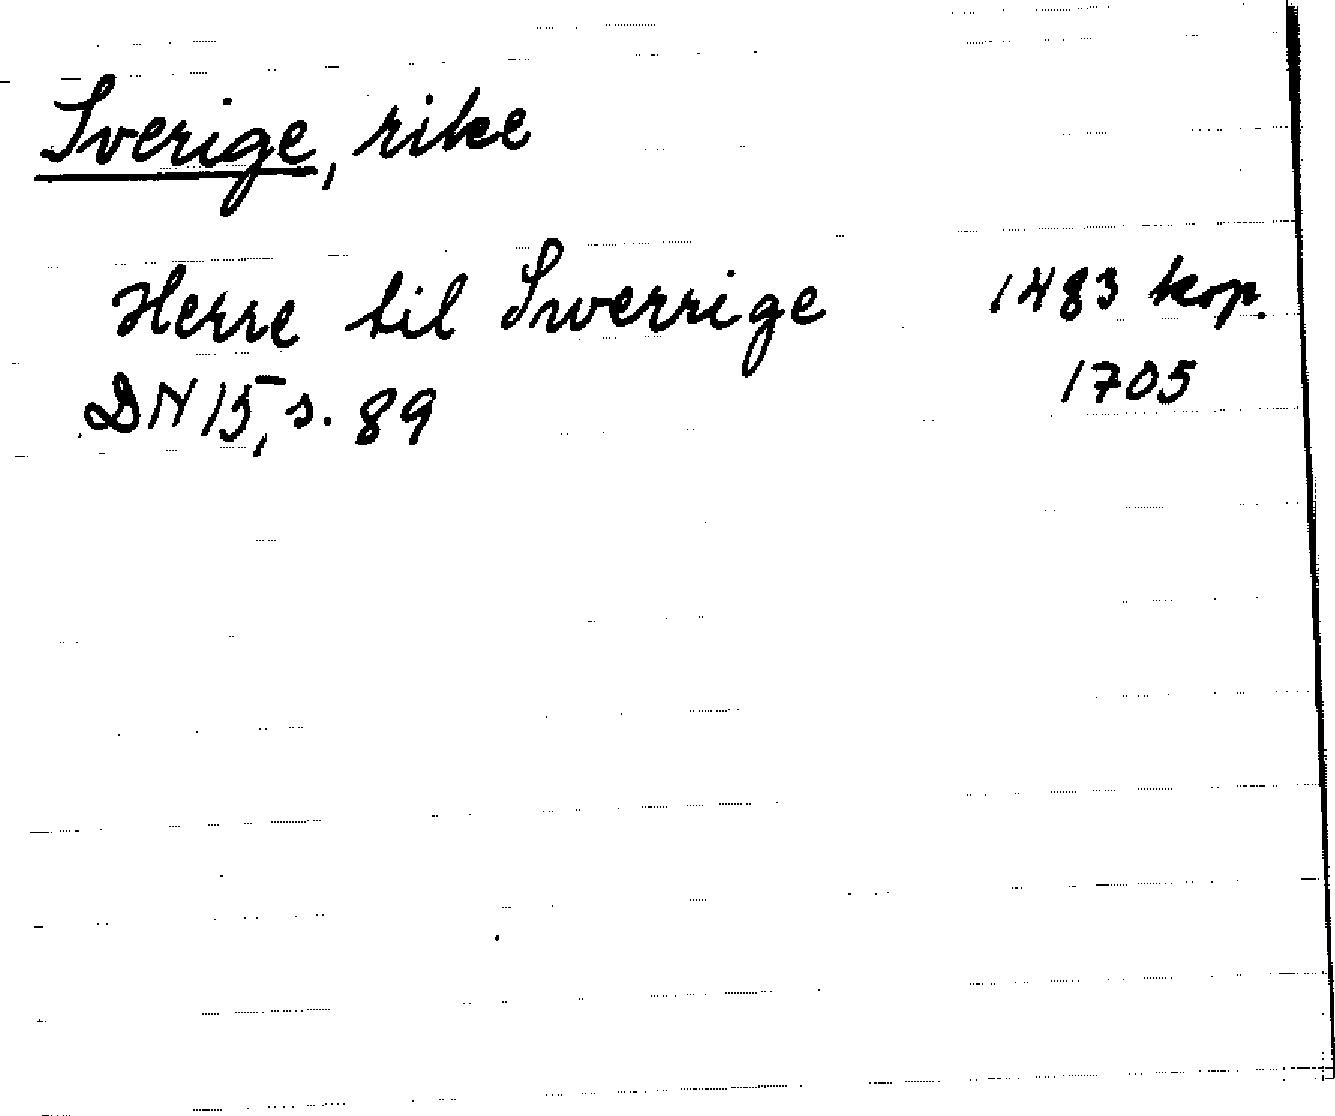 Sverige, rike
Herre til Swerrige 1483 kop.
DN 15, s. 89 1705